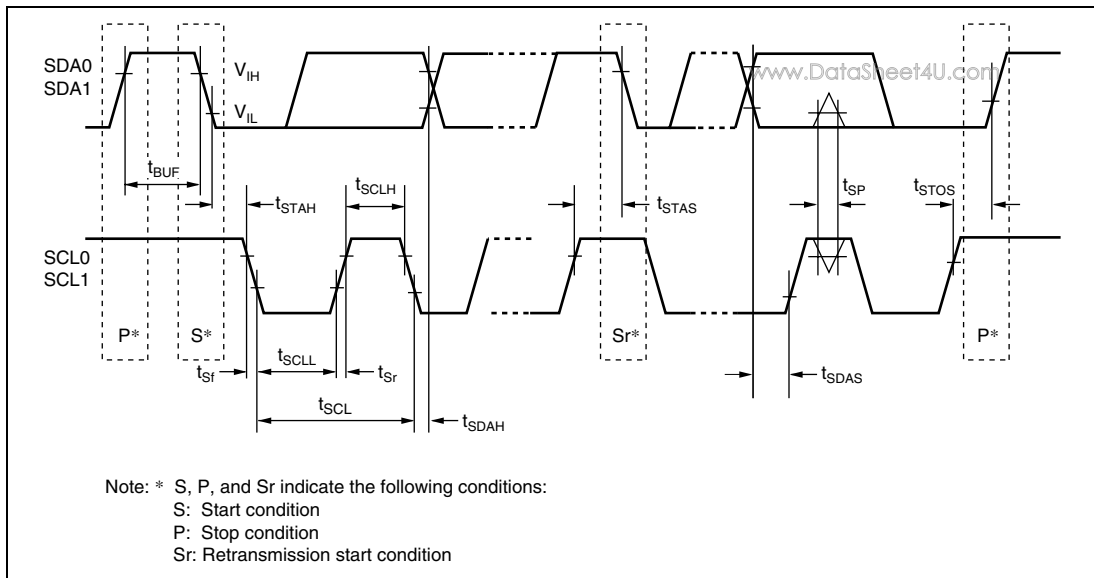 SDA0
SDA1
VIH
VIL
www.DataSheet4U.com
tBUF
tSTAH
tSCLH
tSTAS
tSP
tSTOS
SCL0
SCL1
P*
S*
Sr*
P*
tSf
tSCLL
tSr
tSCL
tSDAH
tSDAS
Note: * S, P, and Sr indicate the following conditions:
S: Start condition
P: Stop condition
Sr: Retransmission start condition